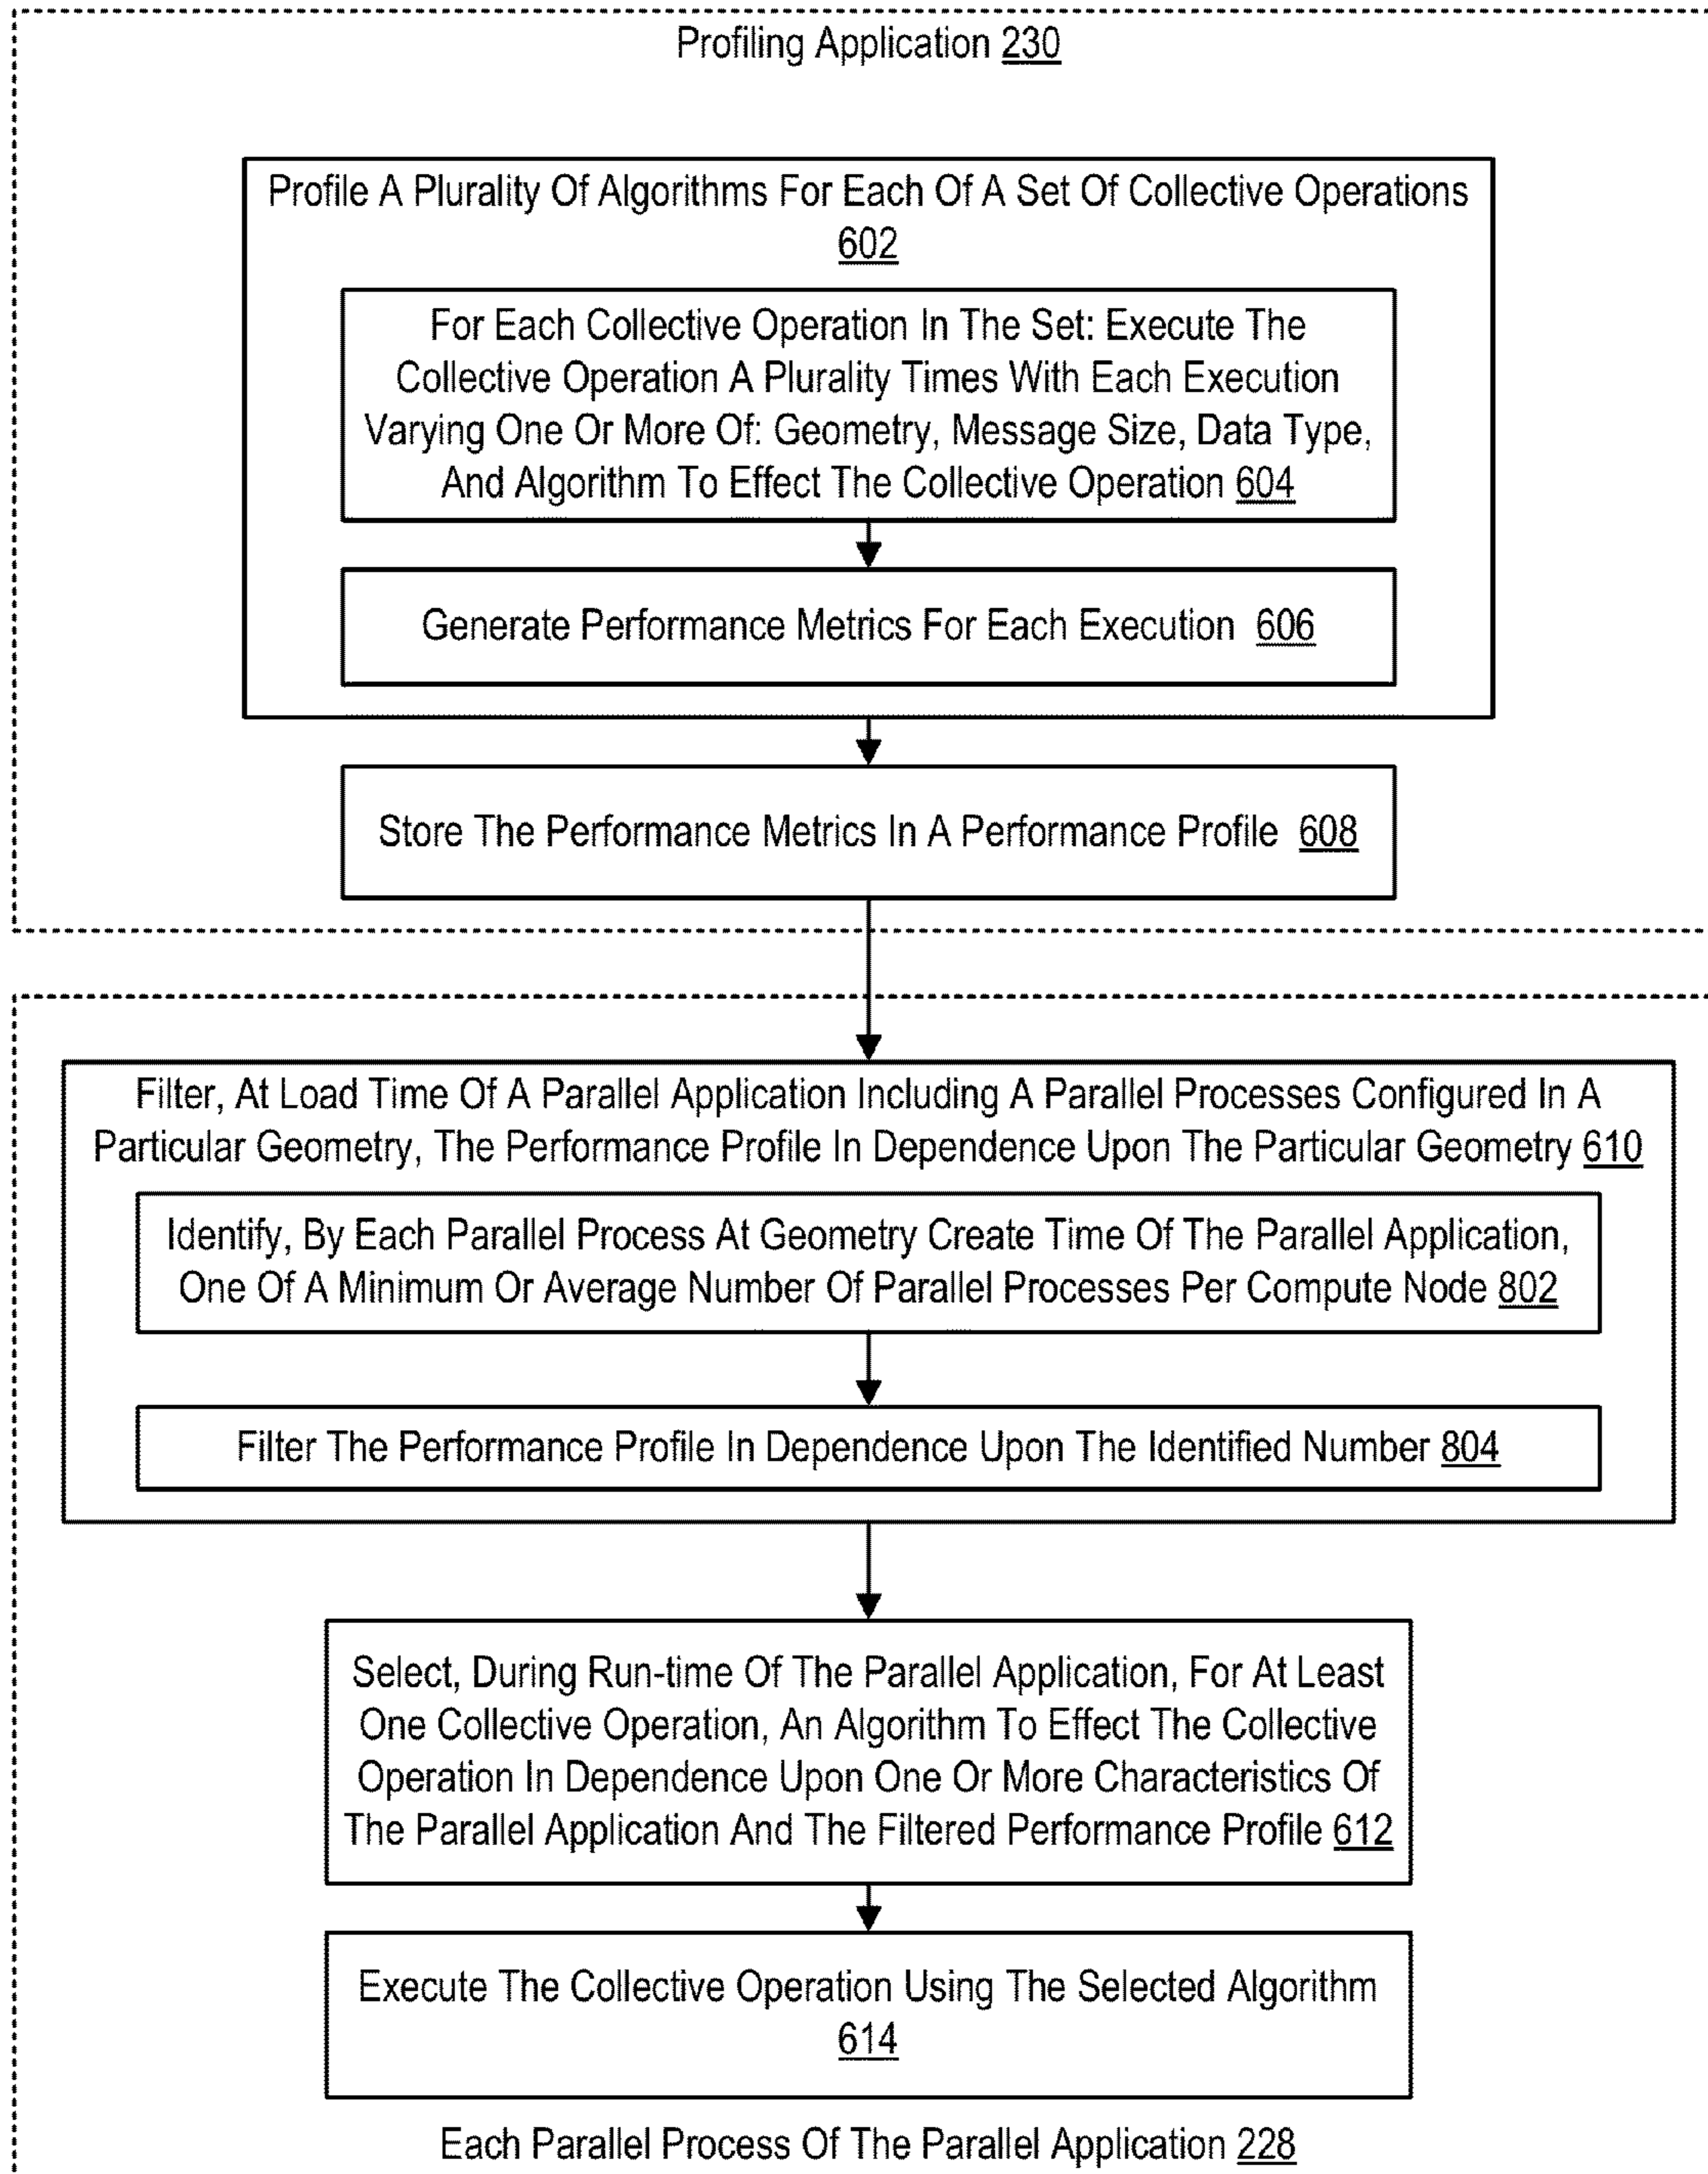 Profiling Application 230
Profile A Plurality Of Algorithms For Each Of A Set Of Collective Operations
602
For Each Collective Operation In The Set: Execute The
Collective Operation A Plurality Times With Each Execution
Varying One Or More Of: Geometry, Message Size, Data Type,
And Algorithm To Effect The Collective Operation 604
Generate Performance Metrics For Each Execution 606
Store The Performance Metrics In A Performance Profile 608
Filter, At Load Time Of A Parallel Application Including A Parallel Processes Configured In A
Particular Geometry, The Performance Profile In Dependence Upon The Particular Geometry 610
Identify, By Each Parallel Process At Geometry Create Time Of The Parallel Application,
One Of A Minimum Or Average Number Of Parallel Processes Per Compute Node 802
Filter The Performance Profile In Dependence Upon The Identified Number 804
Select, During Run-time Of The Parallel Application, For At Least
One Collective Operation, An Algorithm To Effect The Collective
Operation In Dependence Upon One Or More Characteristics Of
The Parallel Application And The Filtered Performance Profile 612
Execute The Collective Operation Using The Selected Algorithm
614
Each Parallel Process Of The Parallel Application 228